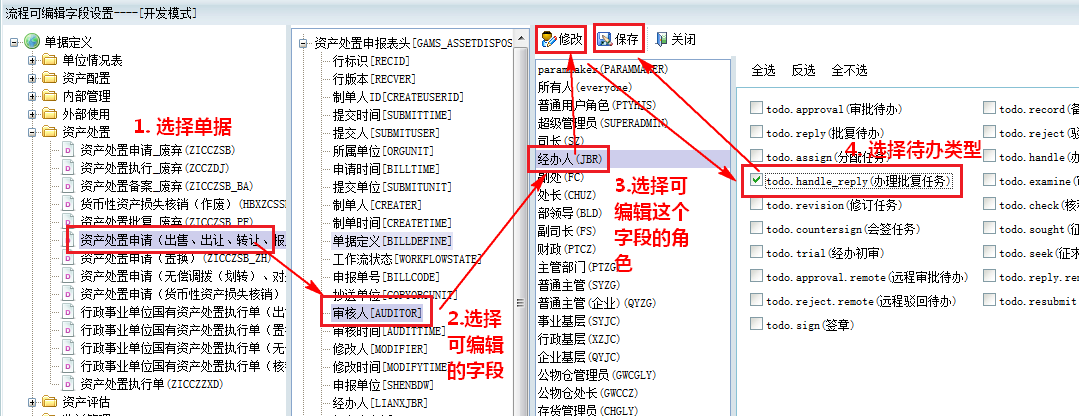 流程可编辑字段设置----[开发模式]
单据定义
单位情况表
资产配置
内部管理
外部使用
资产处置
资产处置申请_废弃(ZICCZSB)
资产处置执行_废弃(ZCCZDJ)
资产处置备案_废弃(ZICCZSB_BA)
货币性资产损失核销（作废）(HBXZCSS
资产处置批复_废弃(ZICCZSB_PF)
资产处置申请（出售、出让、转让、报
资产处置申请（置换）(ZICCZSB_ZH)
资产处置申请（无偿调拨（划转）、对
资产处置申请（货币性资产损失核销）
行政事业单位国有资产处置执行单（出
行政事业单位国有资产处置执行单（置
行政事业单位国有资产处置执行单（无
行政事业单位国有资产处置执行单（核
资产处置执行单(ZICCZZXD)
资产评估
1. 选择单据
资产处置申报表头[GAMS_ASSETDISPOS
行标识[RECID]
行版本[RECVER]
制单人ID[CREATEUSERID]
提交时间[SUBMITTIME]
提交人[SUBMITUSER]
所属单位[ORGUNIT]
申请时间[BILLTIME]
提交单位[SUBMITUNIT]
制单人[CREATER]
制单时间[CREATETIME]
单据定义[BILLDEFINE]
工作流状态[WORKFLOWSTATE]
申报单号[BILLCODE]
抄送单位[COPYORGUNIT]
审核人[AUDITOR]
审核时间[AUDITTIME]
修改人[MODIFIER]
修改时间[MODIFYTIME]
申报单位[SHENBDW]
经办人[LIANXJBR]
2.选择
可编辑
的字段
修改
保存
关闭
parammaker(PARAMMAKER)
所有人(everyone)
普通用户角色(PTYHJS)
超级管理员(SUPERADMIN)
司长(SZ)
经办人(JBR)
副处(FC)
处长(CHUZ)
部领导(BLD)
副司长(FS)
财政(PTCZ)
主管部门(PTZG)
普通主管(SYZG)
普通主管(企业)(QYZG)
事业基层(SYJC)
行政基层(XZJC)
企业基层(QYJC)
公物仓管理员(GWCGLY)
公物仓处长(GWCCZ)
存货管理员(CHGLY)
3.选择可
编辑这个
字段的角
色
全选 反选 全不选
todo.approval(审批待办)
todo.reply(批复待办)
todo.assign(分配任务)
todo.handle_reply(办理批复任务)
todo.revision(修订任务)
todo.countersign(会签任务)
todo.trial(经办初审)
todo.approval.remote(远程审批待办)
todo.reject.remote(远程驳回待办)
todo.sign(签章)
4. 选择待办类型
todo.record(备
todo.reject(驳
todo.handle(办
todo.examine(审
todo.check(核
todo.sought(征
todo.seek(征求
todo.reply.rem
todo.resubmit